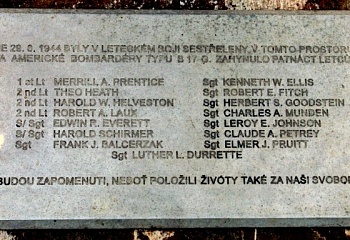 NE 29. 8. 1944 BYLY V LETECKÉM BOJI SESTŘELENY V TOMTO PROSTORU
A AMERICKÉ BOMBARDÉRY TYPU B 17 G. ZAHYNULO PATNÁCT LETCŮ
1 st Lt MERRILL A. PRENTICE Sgt KENNETH W. ELLIS
2 nd Lt THEO HEATH Sgt ROBERT E. FITCH
2 nd Lt HAROLD W. HELVESTON Sgt HERBERT S. GOODSTEIN
2 nd Lt ROBERT A. LAUX Sgt CHARLES A. MUNDEN
S/ Sgt EDWIN R. EVERETT Sgt LEROY E. JOHNSON
S/ Sgt HAROLD SCHIRMER Sgt CLAUDE A. PETREY
Sgt FRANK J. BALCERZAK Sgt ELMER J. PRUITT
Sgt LUTHER L. DURRETTE
BUDOU ZAPOMENUTI, NEBOŤ POLOŽILI ŽIVOTY TAKÉ ZA NAŠI SVOBOD